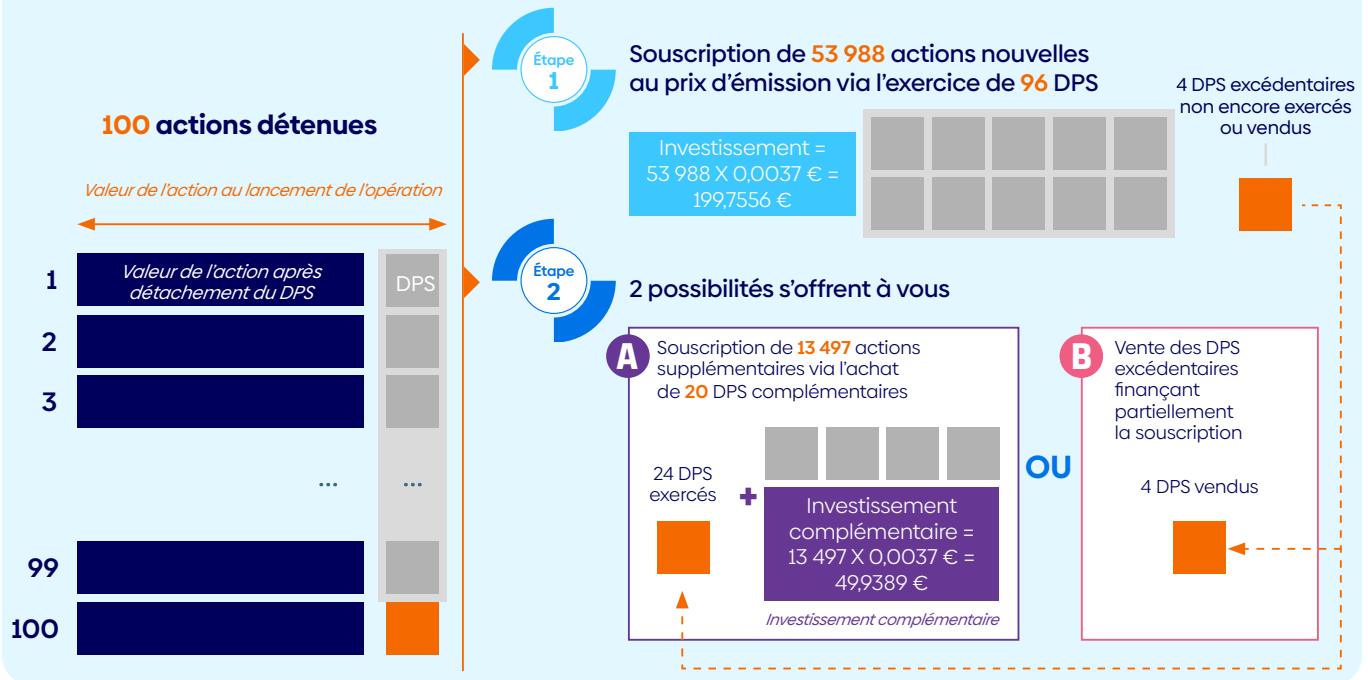 100 actions détenues
Valeur de l'action au lancement de l'opération
1
Valeur de l'action après
détachement du DPS
DPS
2
3
...
...
99
100
Étape
1
Souscription de 53 988 actions nouvelles
au prix d'émission via l'exercice de 96 DPS
Investissement =
53 988 X 0,0037 € =
199,7556 €
4 DPS excédentaires
non encore exercés
ou vendus
Étape
2
2 possibilités s'offrent à vous
A
Souscription de 13 497 actions
supplémentaires via l'achat
de 20 DPS complémentaires
24 DPS
exercés
+
Investissement
complémentaire =
13 497 X 0,0037 € =
49,9389 €
Investissement complémentaire
OU
B
Vente des DPS
excédentaires
finançant
partiellement
la souscription
4 DPS vendus